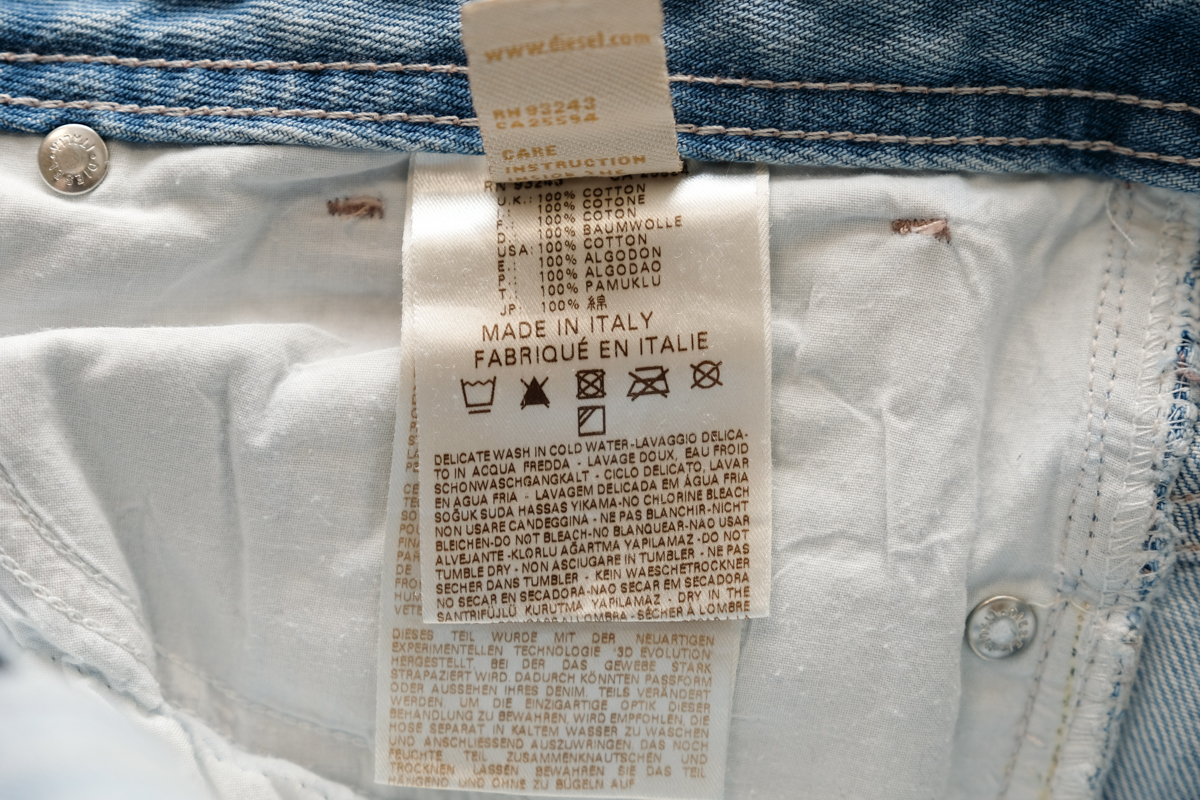 www.diesel.com
RN 93243
CA 25594
CARE
INSTRUCTION
RN 93243
U.K.: 100% COTTON
100% COTONE
F.: 100% COTON
D.: 100% BAUMWOLLE
USA: 100% COTTON
E.: 100% ALGODON
P.: 100% ALGODAO
T.: 100% PAMUKLU
JP: 100% 綿
MADE IN ITALY
FABRIQUÉ EN ITALIE
DELICATE WASH IN COLD WATER-LAVAGGIO DELICA-
TO IN ACQUA FREDDA - LAVAGE DOUX, EAU FROID
SCHONWASCHGANGKALT - CICLO DELICATO, LAVAR
EN AGUA FRIA - LAVAGEM DELICADA EM ÁGUA FRIA
SOĞUK SUDA HASSAS YIKAMA-NO CHLORINE BLEACH
NON USARE CANDEGGINA - NE PAS BLANCHIR-NICHT
BLEICHEN-DO NOT BLEACH-NO BLANQUEAR-NAO USAR
ALVEJANTE -KLORLU AĞARTMA YAPILAMAZ -DO NOT
TUMBLE DRY - NON ASCIUGARE IN TUMBLER - NE PAS
SECHER DANS TUMBLER - KEIN WAESCHETROCKNER
NO SECAR EN SECADORA-NAO SECAR EM SECADORA
SANTRIFÜJLÜ KURUTMA YAPILAMAZ - DRY IN THE
ALL'OMBRA - SÉCHER A L'OMBRE
DIESES TEIL WURDE MIT DER NEUARTIGEN
EXPERIMENTELLEN TECHNOLOGIE "3D EVOLUTION"
HERGESTELLT, BEI DER DAS GEWEBE STARK
STRAPAZIERT WIRD. DADURCH KÖNNTEN PASSFORM
ODER AUSSEHEN IHRES DENIM TEILS VERÄNDERT
WERDEN. UM DIE EINZIGARTIGE OPTIK DIESER
BEHANDLUNG ZU BEWAHREN, WIRD EMPFOHLEN, DIE
HOSE SEPARAT IN KALTEM WASSER ZU WASCHEN
UND ANSCHLIESSEND AUSZUWRINGEN. DAS NOCH
FEUCHTE TEIL ZUSAMMENKNAUTSCHEN UND
TROCKNEN LASSEN. BEWAHREN SIE DAS TEIL
HÄNGEND UND OHNE ZU BÜGELN AUF